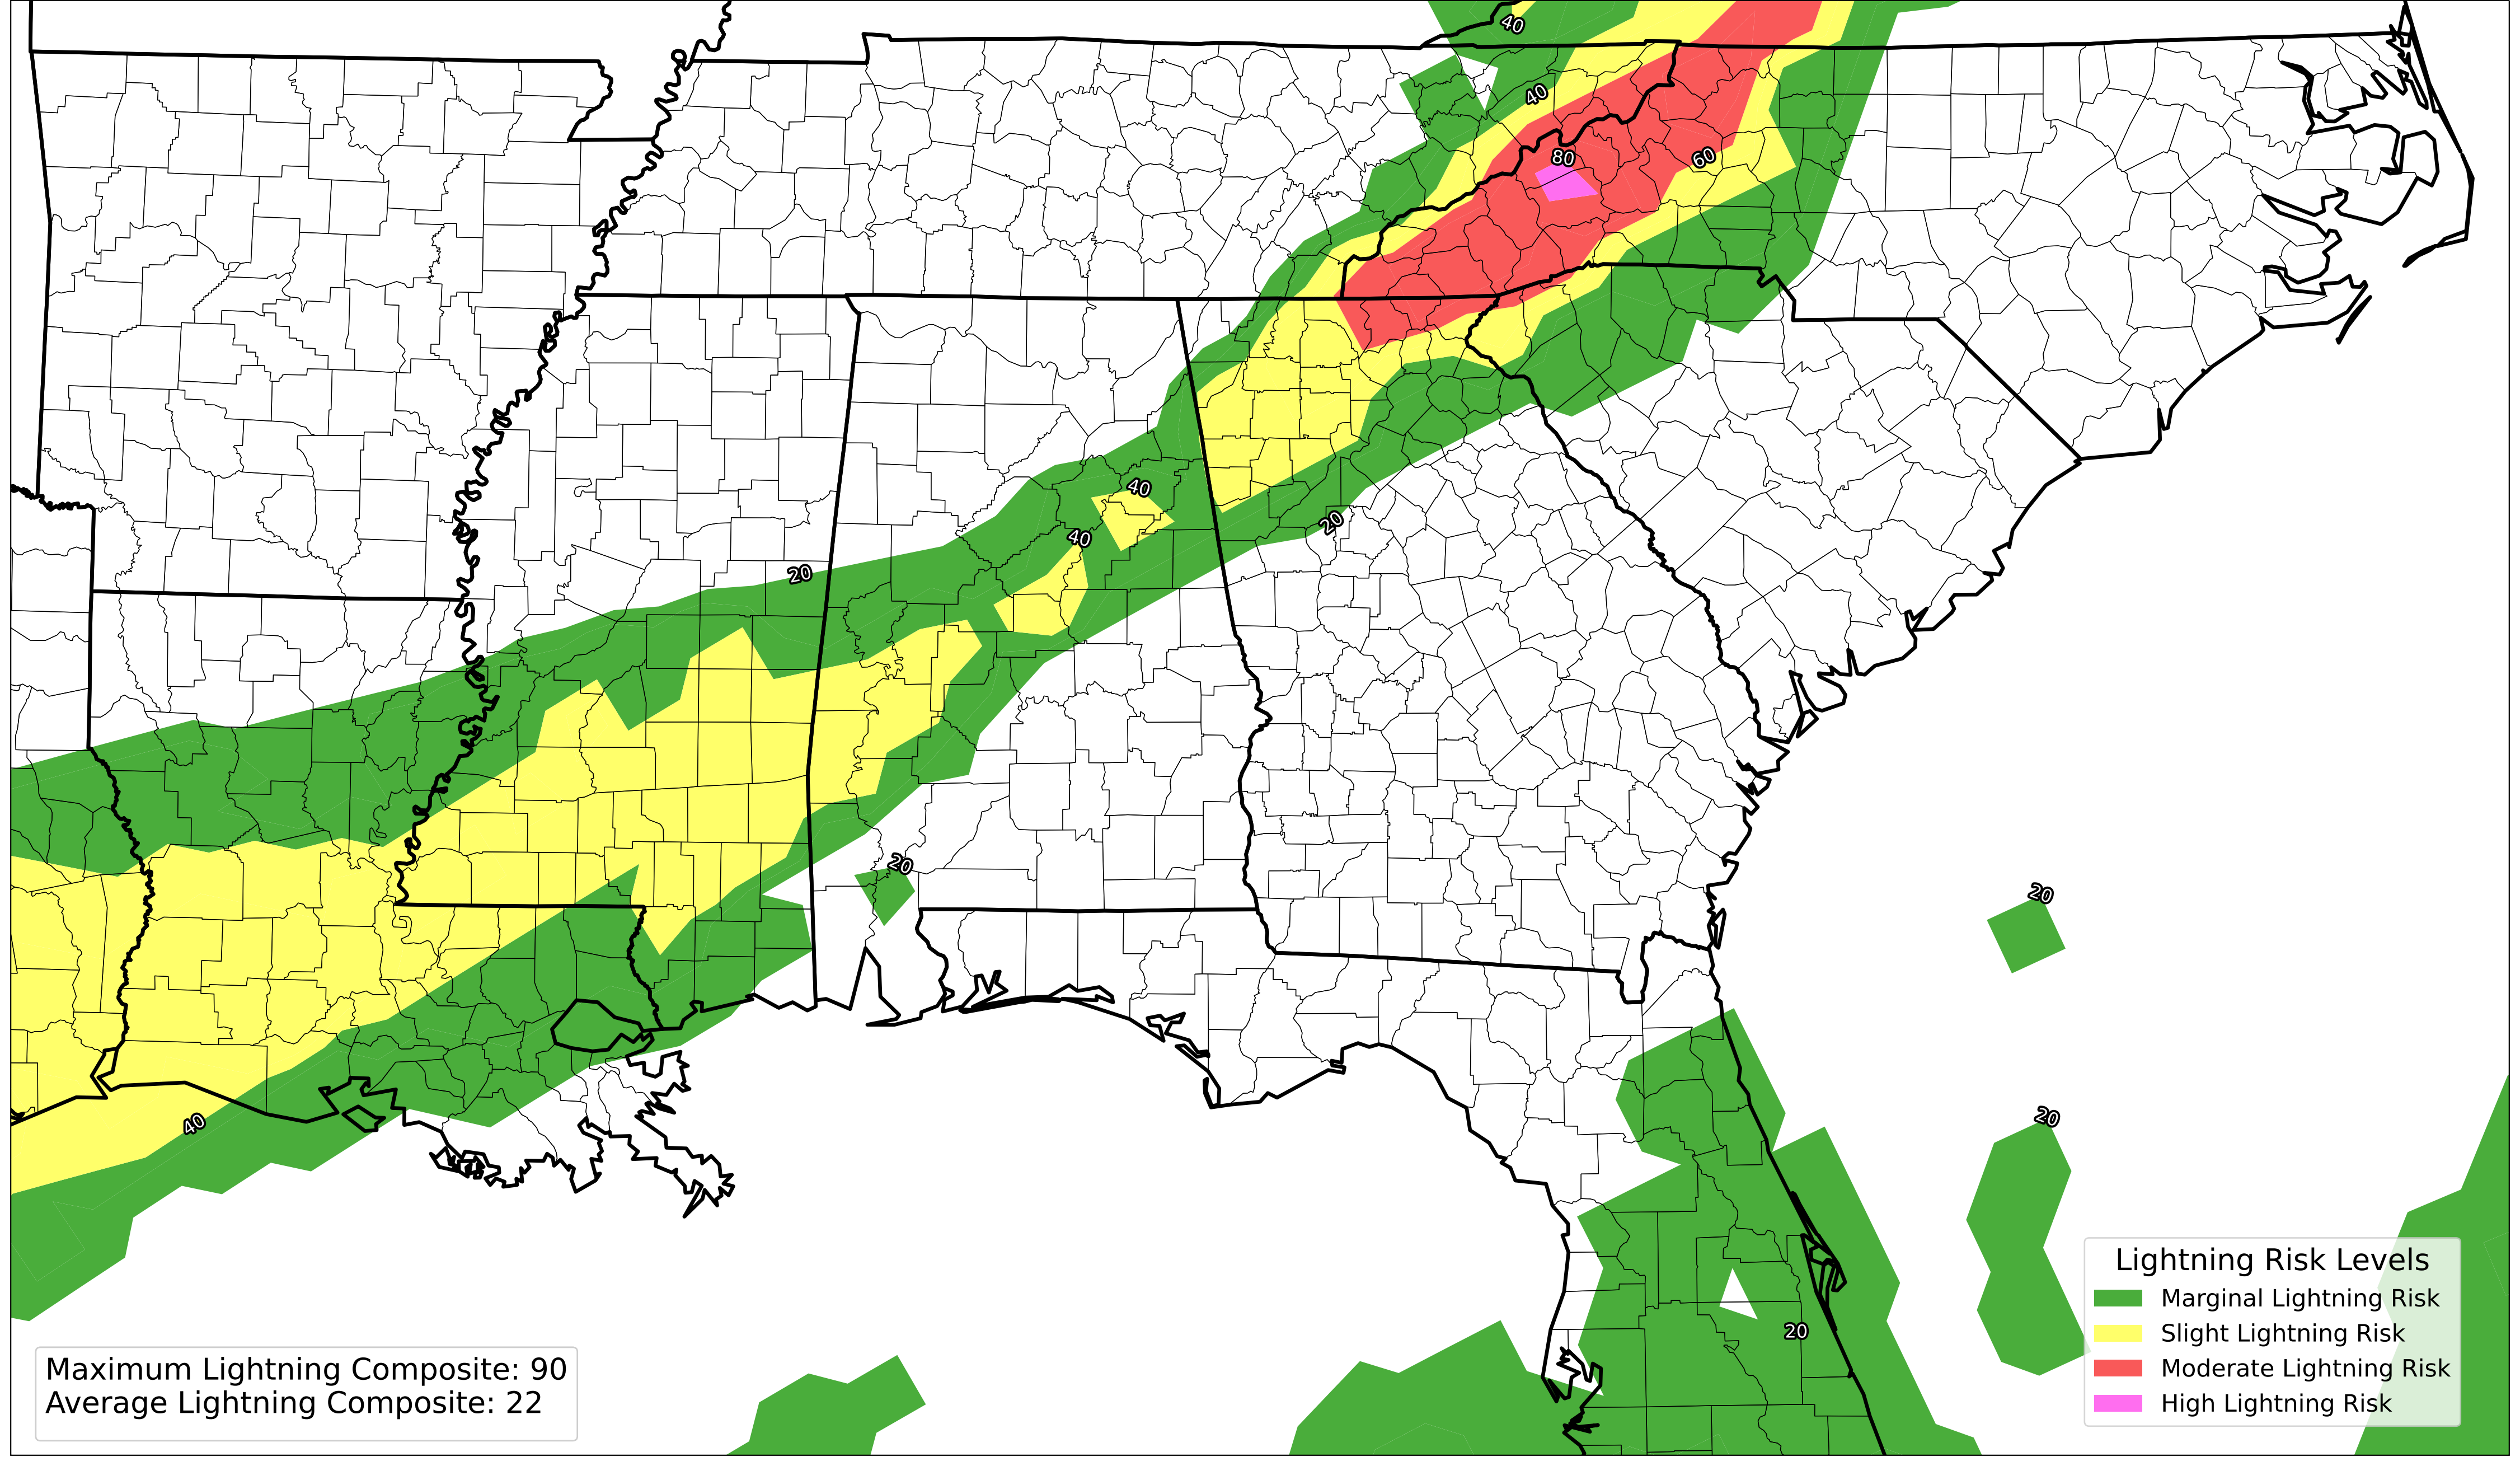 40
40
80
60
40
20
40
20
20
20
40
20
20
Lightning Risk Levels
Marginal Lightning Risk
Slight Lightning Risk
Moderate Lightning Risk
High Lightning Risk
Maximum Lightning Composite: 90
Average Lightning Composite: 22